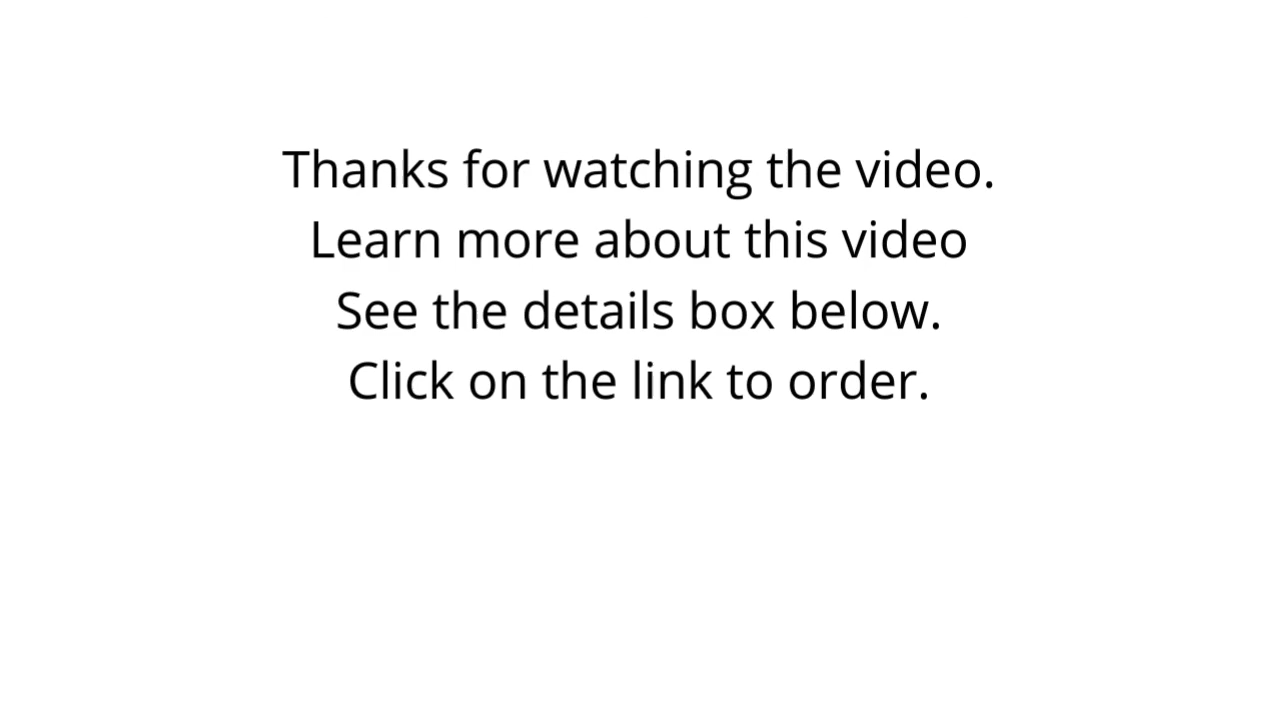 Thanks for watching the video.
Learn more about this video
See the details box below.
Click on the link to order.